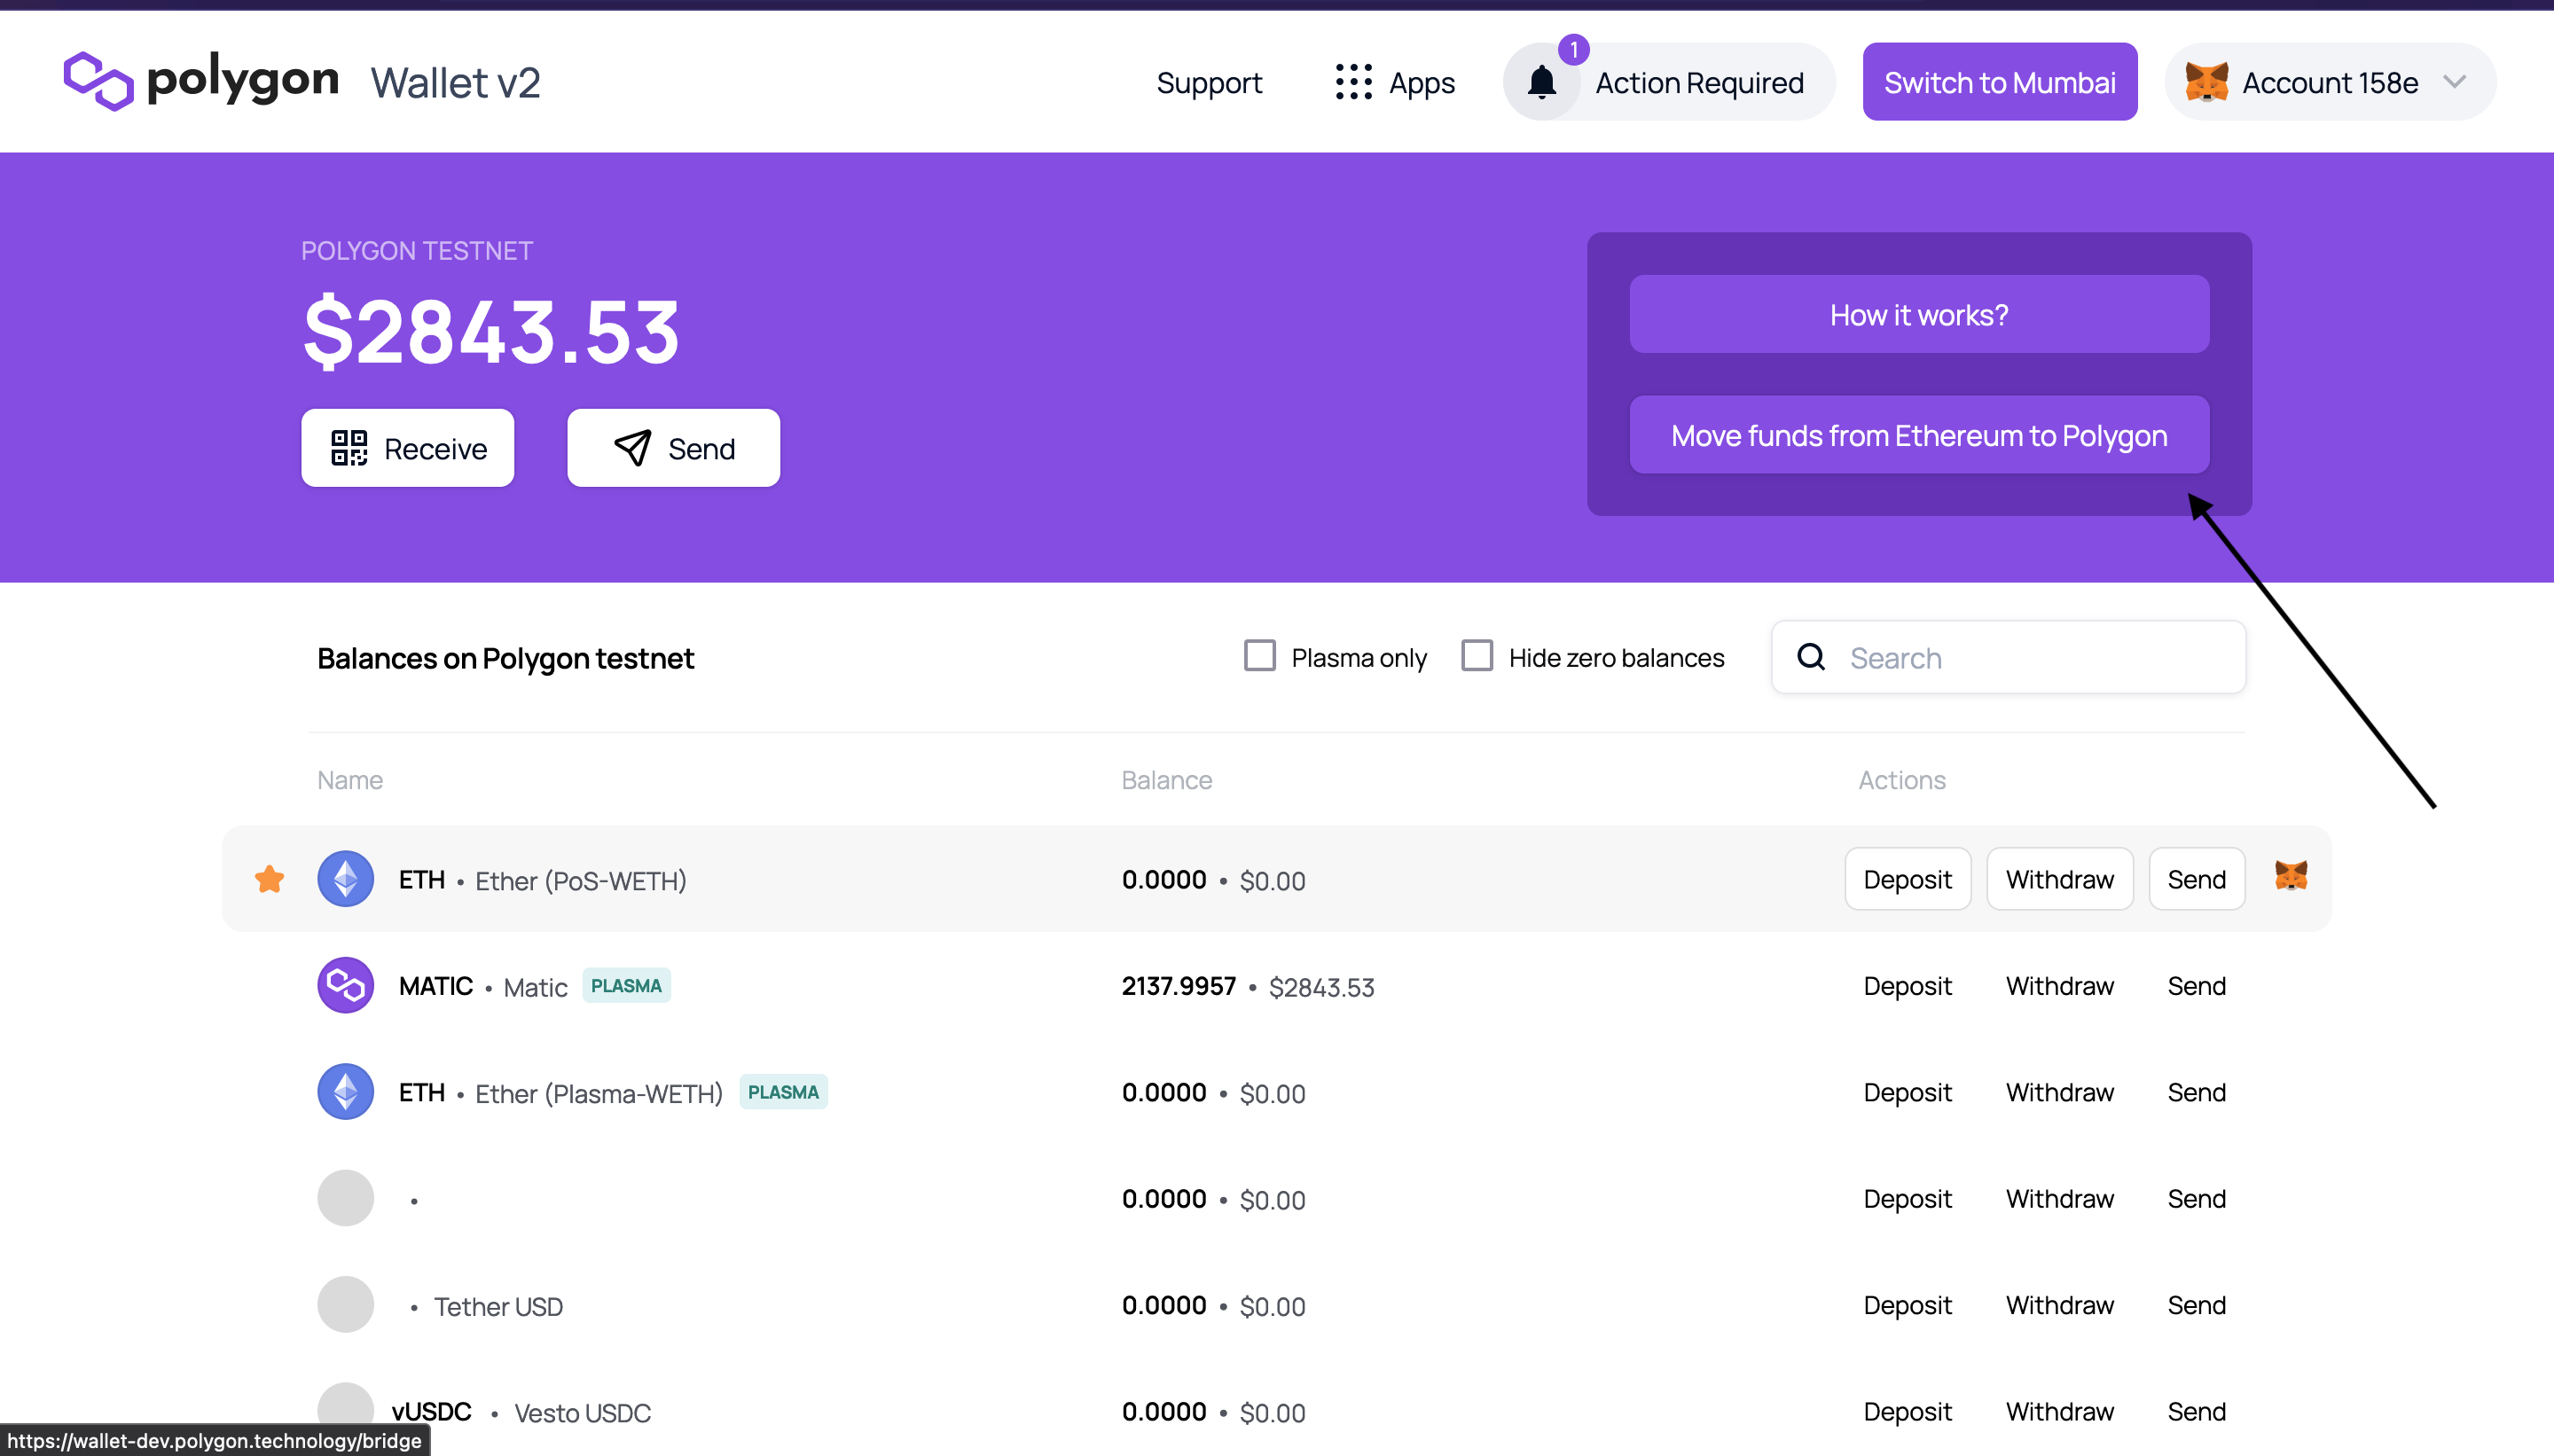 polygon Wallet v2 Support Apps 1 Action Required Switch to Mumbai Account 158e
POLYGON TESTNET
$2843.53
Receive Send
How it works?
Move funds from Ethereum to Polygon
Balances on Polygon testnet Plasma only Hide zero balances Search
Name Balance Actions
ETH • Ether (PoS-WETH) 0.0000 • $0.00 Deposit Withdraw Send
MATIC • Matic PLASMA 2137.9957 • $2843.53 Deposit Withdraw Send
ETH • Ether (Plasma-WETH) PLASMA 0.0000 • $0.00 Deposit Withdraw Send
• 0.0000 • $0.00 Deposit Withdraw Send
• Tether USD 0.0000 • $0.00 Deposit Withdraw Send
vUSDC • Vesto USDC 0.0000 • $0.00 Deposit Withdraw Send
https://wallet-dev.polygon.technology/bridge